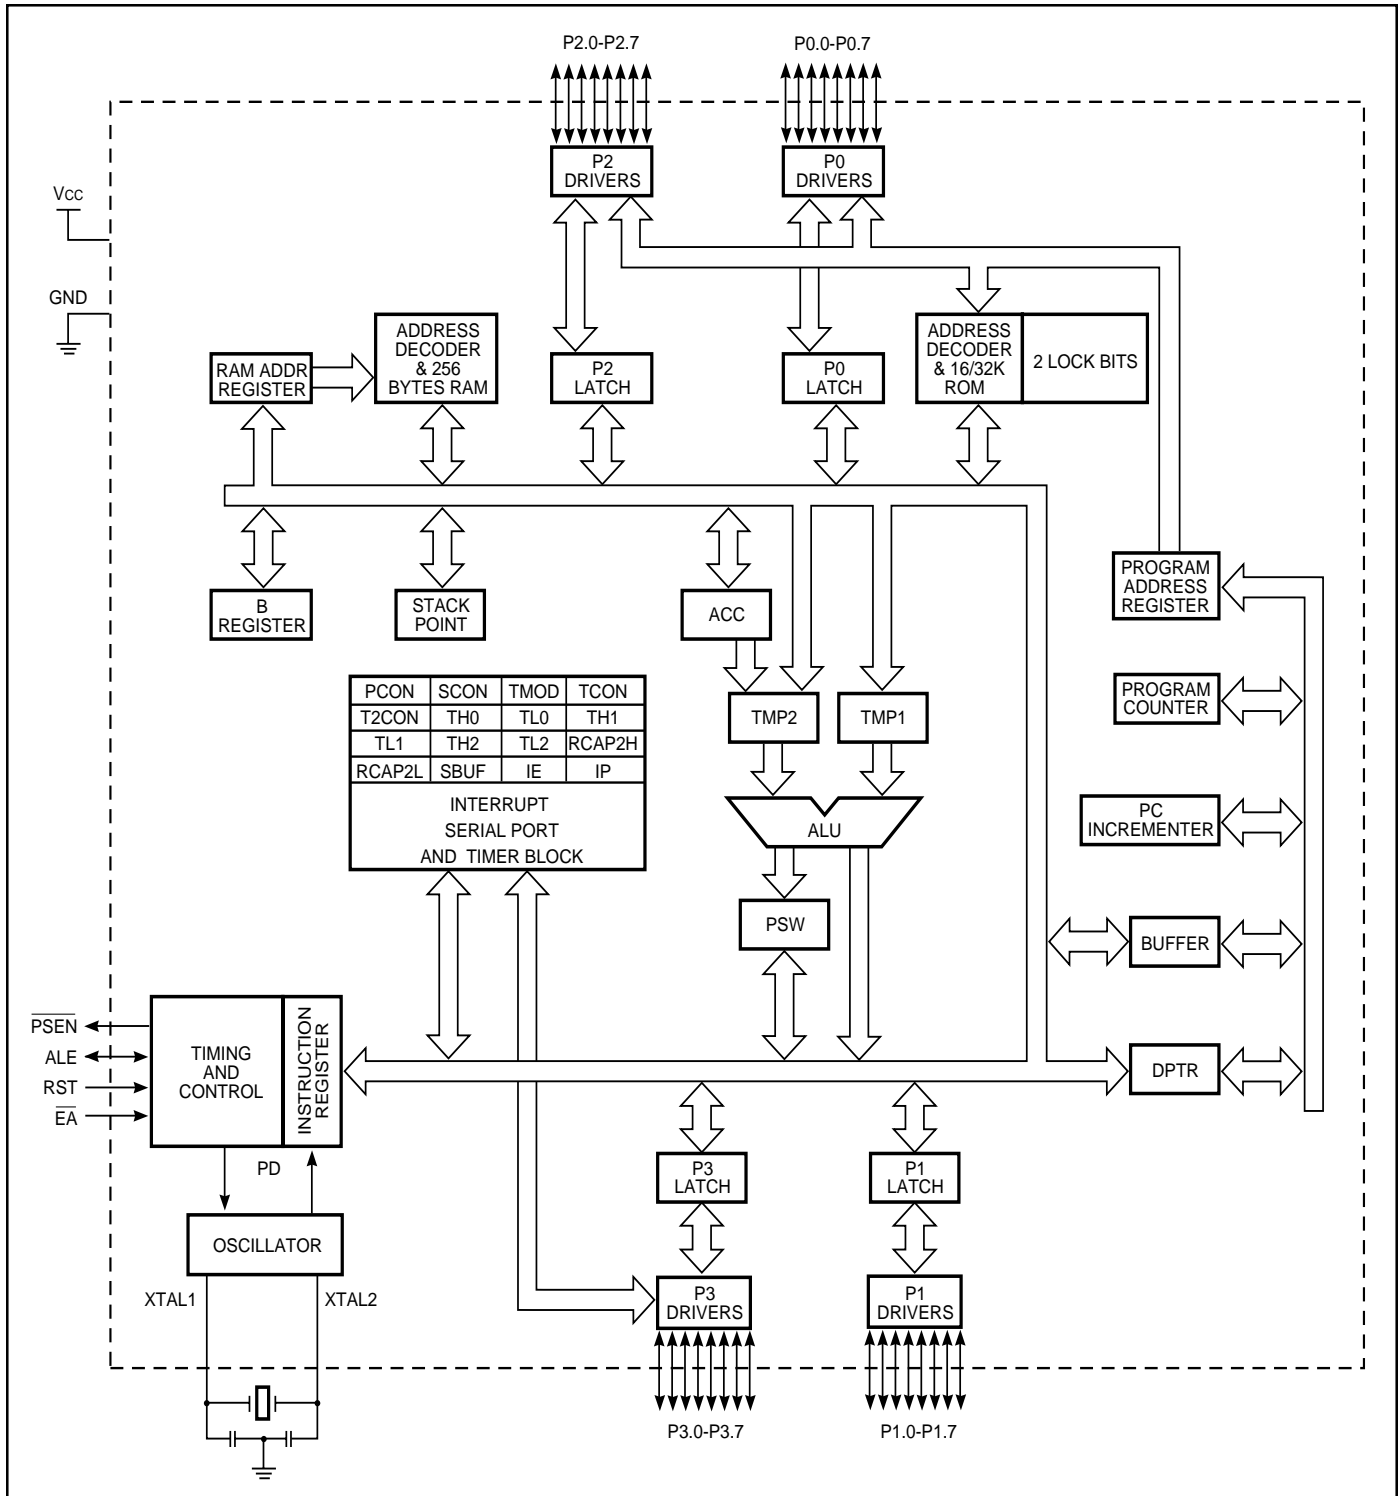 P2.0-P2.7
P0.0-P0.7
P2
DRIVERS
P0
DRIVERS
VCC
GND
RAM ADDR
REGISTER
ADDRESS
DECODER
& 256
BYTES RAM
P2
LATCH
P0
LATCH
ADDRESS
DECODER
& 16/32K
ROM
2 LOCK BITS
B
REGISTER
STACK
POINT
ACC
PROGRAM
ADDRESS
REGISTER
PCON SCON TMOD TCON
T2CON TH0 TL0 TH1
TL1 TH2 TL2 RCAP2H
RCAP2L SBUF IE IP
INTERRUPT
SERIAL PORT
AND TIMER BLOCK
TMP2
TMP1
PROGRAM
COUNTER
ALU
PC
INCREMENTER
PSW
BUFFER
PSEN
ALE
RST
EA
TIMING
AND
CONTROL
INSTRUCTION
REGISTER
DPTR
PD
OSCILLATOR
XTAL1
XTAL2
P3
LATCH
P1
LATCH
P3
DRIVERS
P1
DRIVERS
P3.0-P3.7
P1.0-P1.7